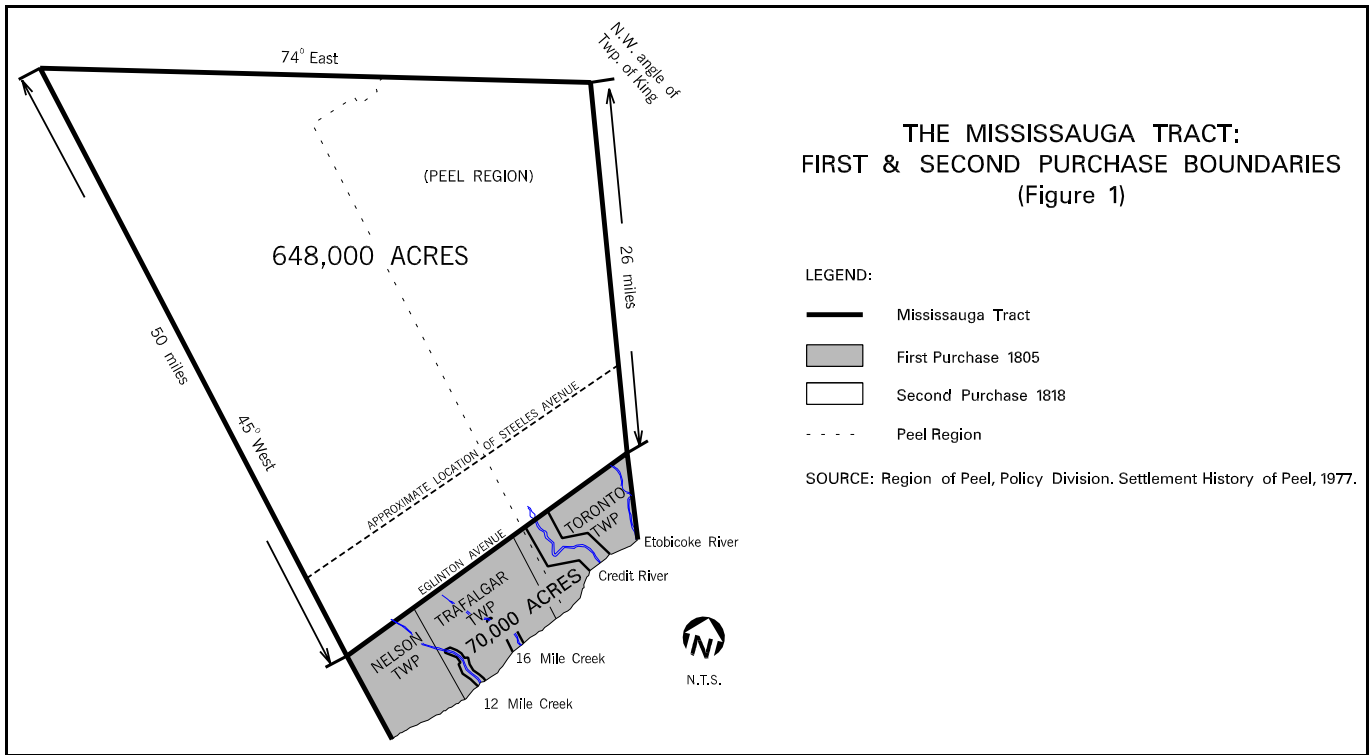 74° East
N.W. angle of
Twp. of King
(PEEL REGION)
648,000 ACRES
26 miles
50 miles
45° West
APPROXIMATE LOCATION OF STEELES AVENUE
EGLINTON AVENUE
TORONTO
TWP
TRAFALGAR
TWP
70,000 ACRES
NELSON
TWP
Etobicoke River
Credit River
16 Mile Creek
12 Mile Creek
THE MISSISSAUGA TRACT:
FIRST & SECOND PURCHASE BOUNDARIES
(Figure 1)
LEGEND:
Mississauga Tract
First Purchase 1805
Second Purchase 1818
Peel Region
SOURCE: Region of Peel, Policy Division. Settlement History of Peel, 1977.
N
N.T.S.